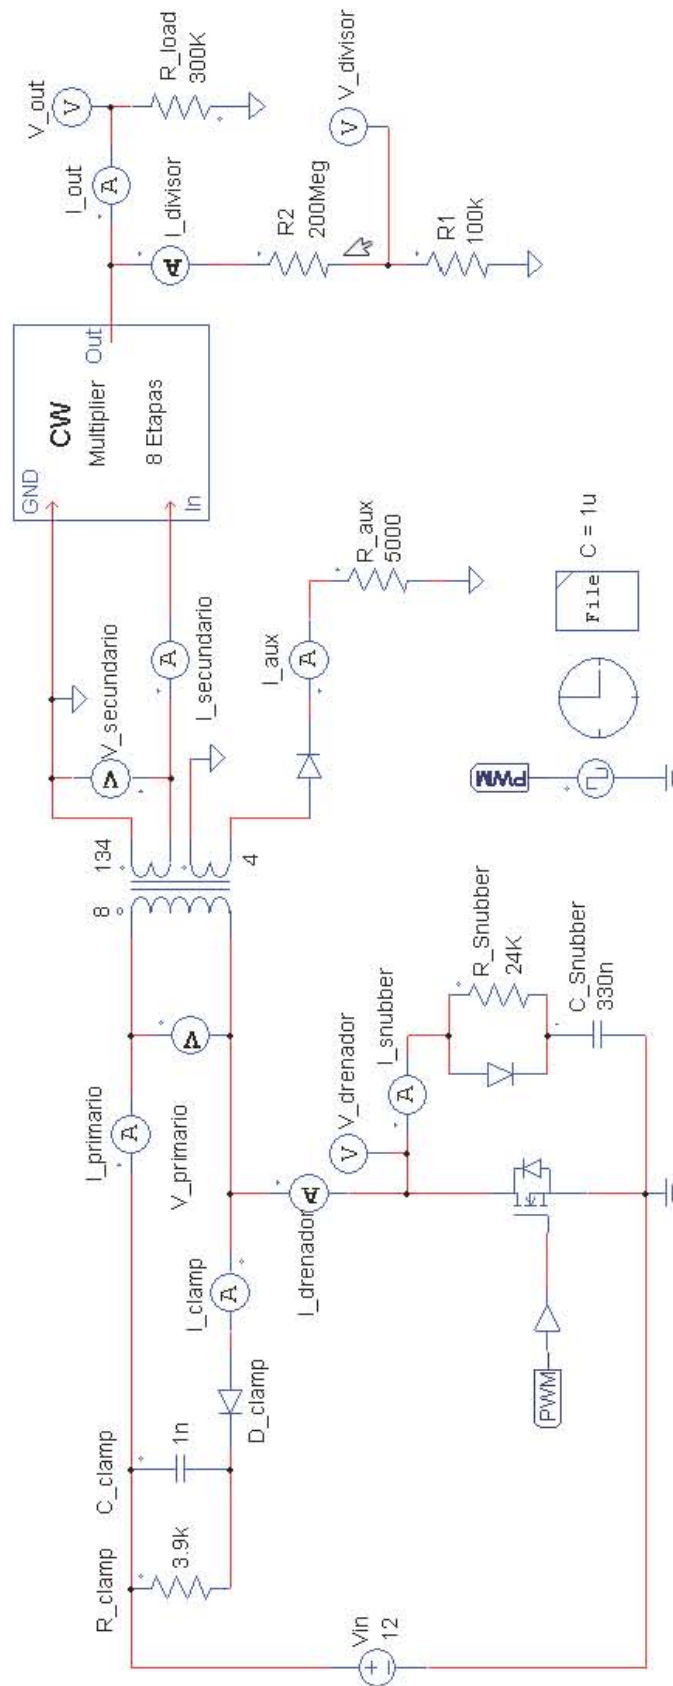 R_clamp
3.9k
C_clamp
1n
D_clamp
I_clamp
I_primario
A
A
V_primario
V
8
134
4
V_secundario
V
I_secundario
A
GND
In
CW
Multiplier
8 Etapas
Out
I_out
A
V_out
V
R_load
300K
I_divisor
A
R2
200Meg
V_divisor
V
R1
100k
I_aux
A
R_aux
5000
Vin
12
I_drenador
A
V_drenador
V
I_snubber
A
R_Snubber
24K
C_Snubber
330n
PWM
PWM
File
C = 1u